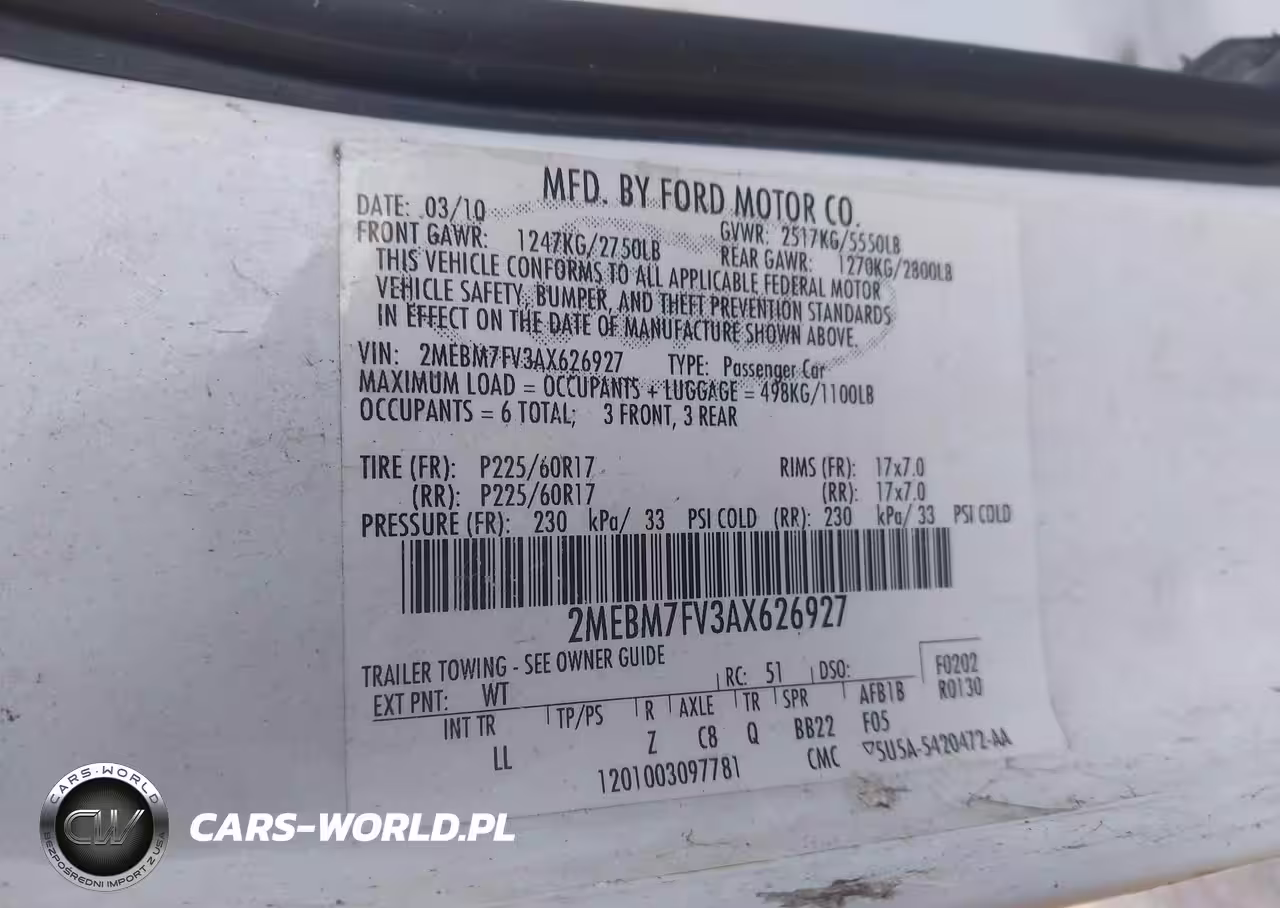 MFD. BY FORD MOTOR CO.
DATE: 03/10 GVWR: 2517KG/5550LB
FRONT GAWR: 1247KG/2750LB REAR GAWR: 1270KG/2800LB
THIS VEHICLE CONFORMS TO ALL APPLICABLE FEDERAL MOTOR
VEHICLE SAFETY, BUMPER, AND THEFT PREVENTION STANDARDS
IN EFFECT ON THE DATE OF MANUFACTURE SHOWN ABOVE.
VIN: 2MEBM7FV3AX626927 TYPE: Passenger Car
MAXIMUM LOAD = OCCUPANTS + LUGGAGE = 498KG/1100LB
OCCUPANTS = 6 TOTAL; 3 FRONT, 3 REAR
TIRE (FR): P225/60R17 RIMS (FR): 17x7.0
(RR): P225/60R17 (RR): 17x7.0
PRESSURE (FR): 230 kPa/ 33 PSI COLD (RR): 230 kPa/ 33 PSI COLD
2MEBM7FV3AX626927
TRAILER TOWING - SEE OWNER GUIDE
EXT PNT: WT RC: 51 DSO: F0202
INT TR TP/PS R AXLE TR SPR AFB1B R0130
LL Z C8 Q BB22 F05
1201003097781 CMC ▽5U5A-5420472-AA
CARS-WORLD
CW
BEZPOŚREDNI IMPORT Z USA
CARS-WORLD.PL